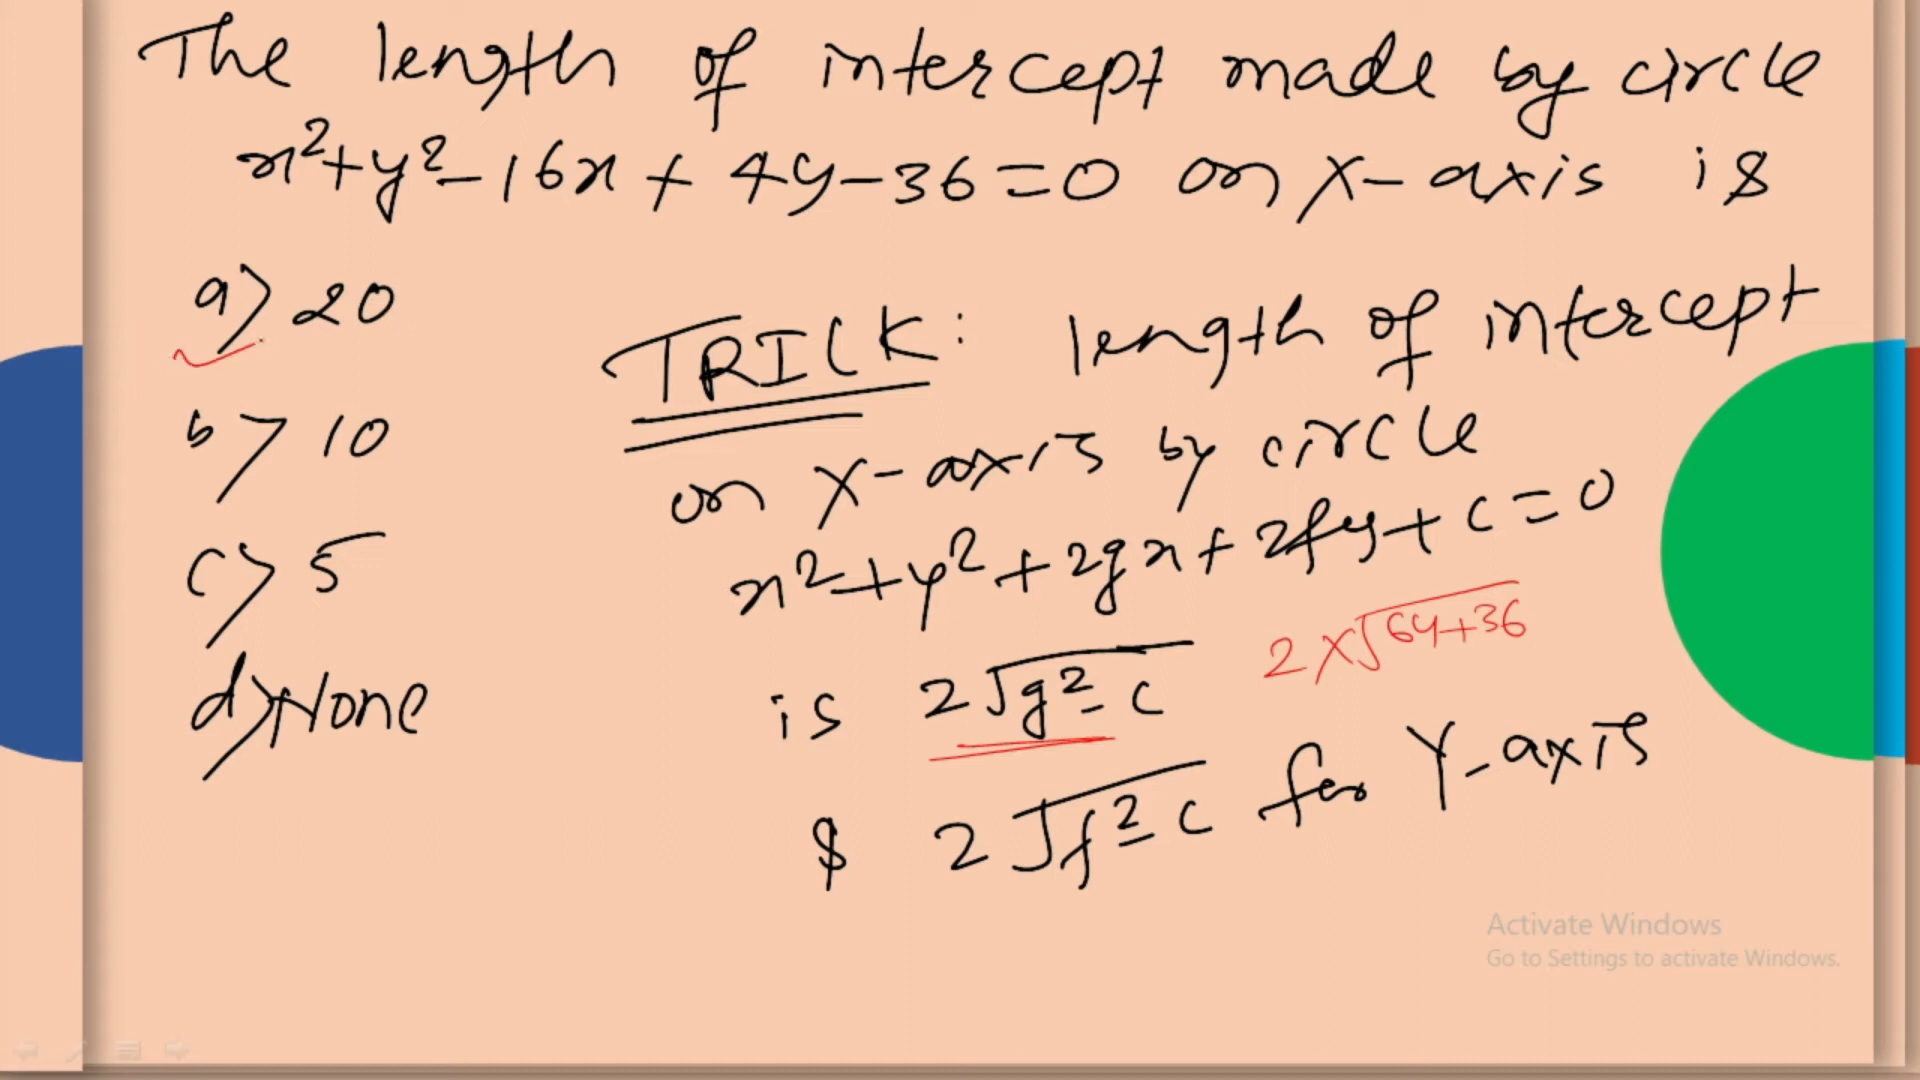 The length of intercept made by circle
x²+y²-16x + 4y-36=0 on X-axis is
a> 20
b> 10
c> 5
d> None
TRICK: length of intercept
on X-axis by circle
x²+y²+2gx+2fy+c=0
is 2√g²-c 2×√64+36
$ 2√f²-c for Y-axis
Activate Windows
Go to Settings to activate Windows.